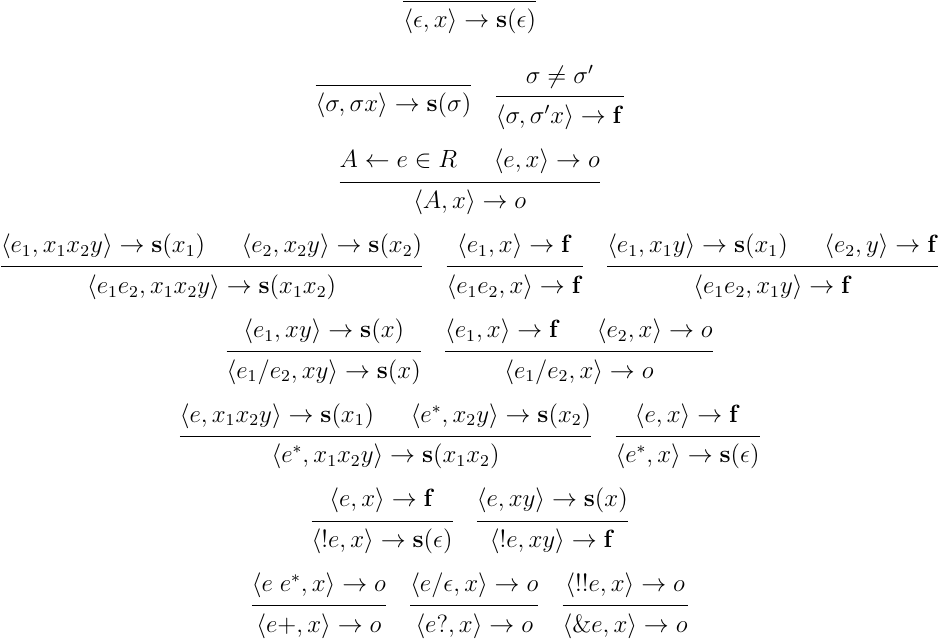 ⟨ϵ, x⟩ → s(ϵ)
σ ≠ σ′
⟨σ, σx⟩ → s(σ) ⟨σ, σ′x⟩ → f
A ← e ∈ R ⟨e, x⟩ → o
⟨A, x⟩ → o
⟨e₁, x₁x₂y⟩ → s(x₁) ⟨e₂, x₂y⟩ → s(x₂) ⟨e₁, x⟩ → f ⟨e₁, x₁y⟩ → s(x₁) ⟨e₂, y⟩ → f
⟨e₁e₂, x₁x₂y⟩ → s(x₁x₂) ⟨e₁e₂, x⟩ → f ⟨e₁e₂, x₁y⟩ → f
⟨e₁, xy⟩ → s(x) ⟨e₁, x⟩ → f ⟨e₂, x⟩ → o
⟨e₁/e₂, xy⟩ → s(x) ⟨e₁/e₂, x⟩ → o
⟨e, x₁x₂y⟩ → s(x₁) ⟨e*, x₂y⟩ → s(x₂) ⟨e, x⟩ → f
⟨e*, x₁x₂y⟩ → s(x₁x₂) ⟨e*, x⟩ → s(ϵ)
⟨e, x⟩ → f ⟨e, xy⟩ → s(x)
⟨!e, x⟩ → s(ϵ) ⟨!e, xy⟩ → f
⟨e e*, x⟩ → o ⟨e/ϵ, x⟩ → o ⟨!!e, x⟩ → o
⟨e+, x⟩ → o ⟨e?, x⟩ → o ⟨&e, x⟩ → o